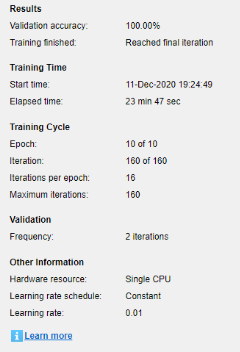 Results
Validation accuracy: 100.00%
Training finished: Reached final iteration
Training Time
Start time: 11-Dec-2020 19:24:49
Elapsed time: 23 min 47 sec
Training Cycle
Epoch: 10 of 10
Iteration: 160 of 160
Iterations per epoch: 16
Maximum iterations: 160
Validation
Frequency: 2 iterations
Other Information
Hardware resource: Single CPU
Learning rate schedule: Constant
Learning rate: 0.01
i Learn more